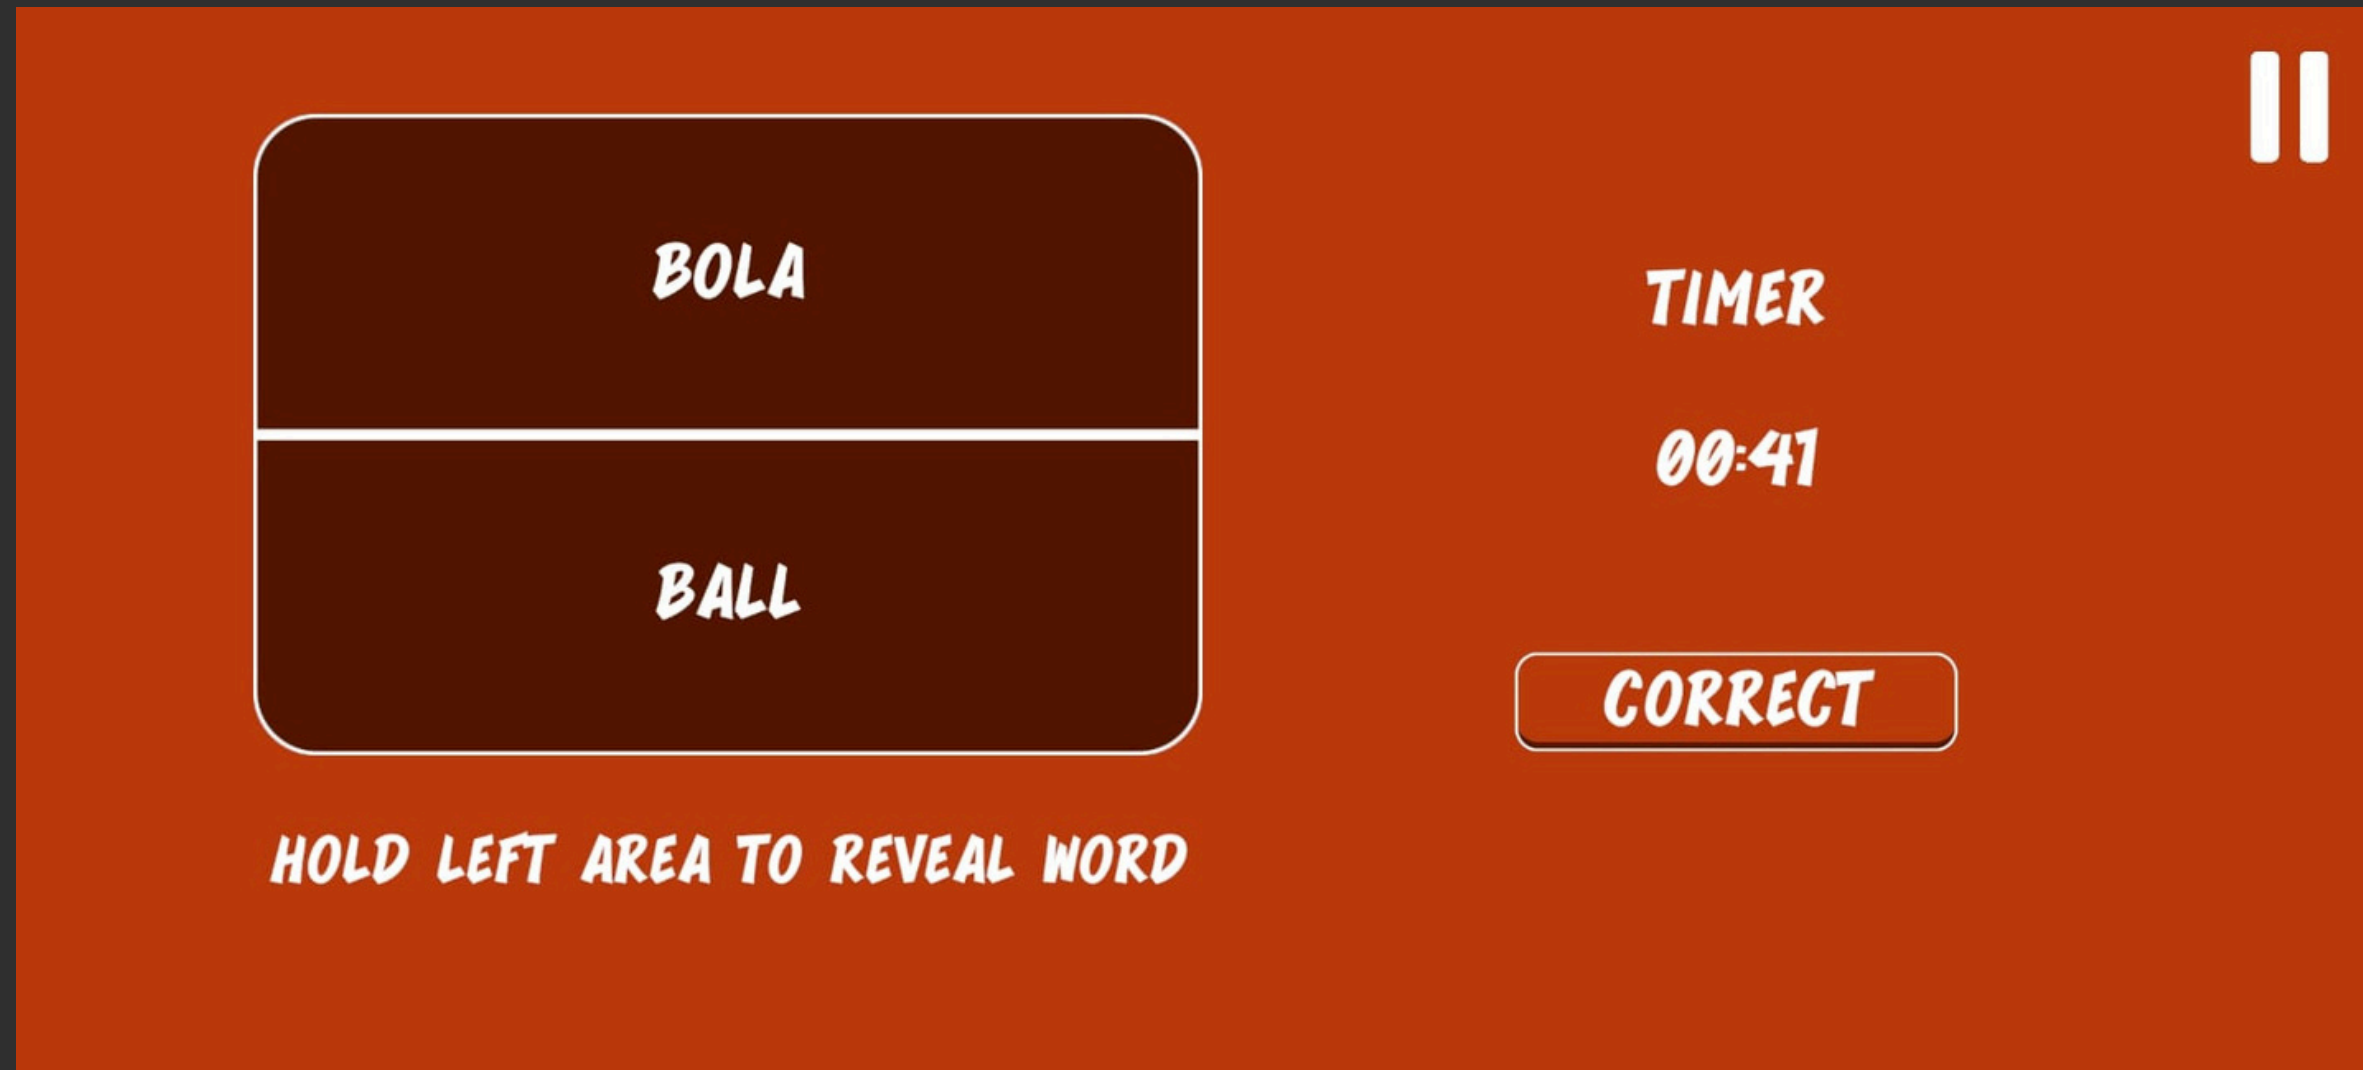 BOLA
BALL
HOLD LEFT AREA TO REVEAL WORD
TIMER
00:41
CORRECT